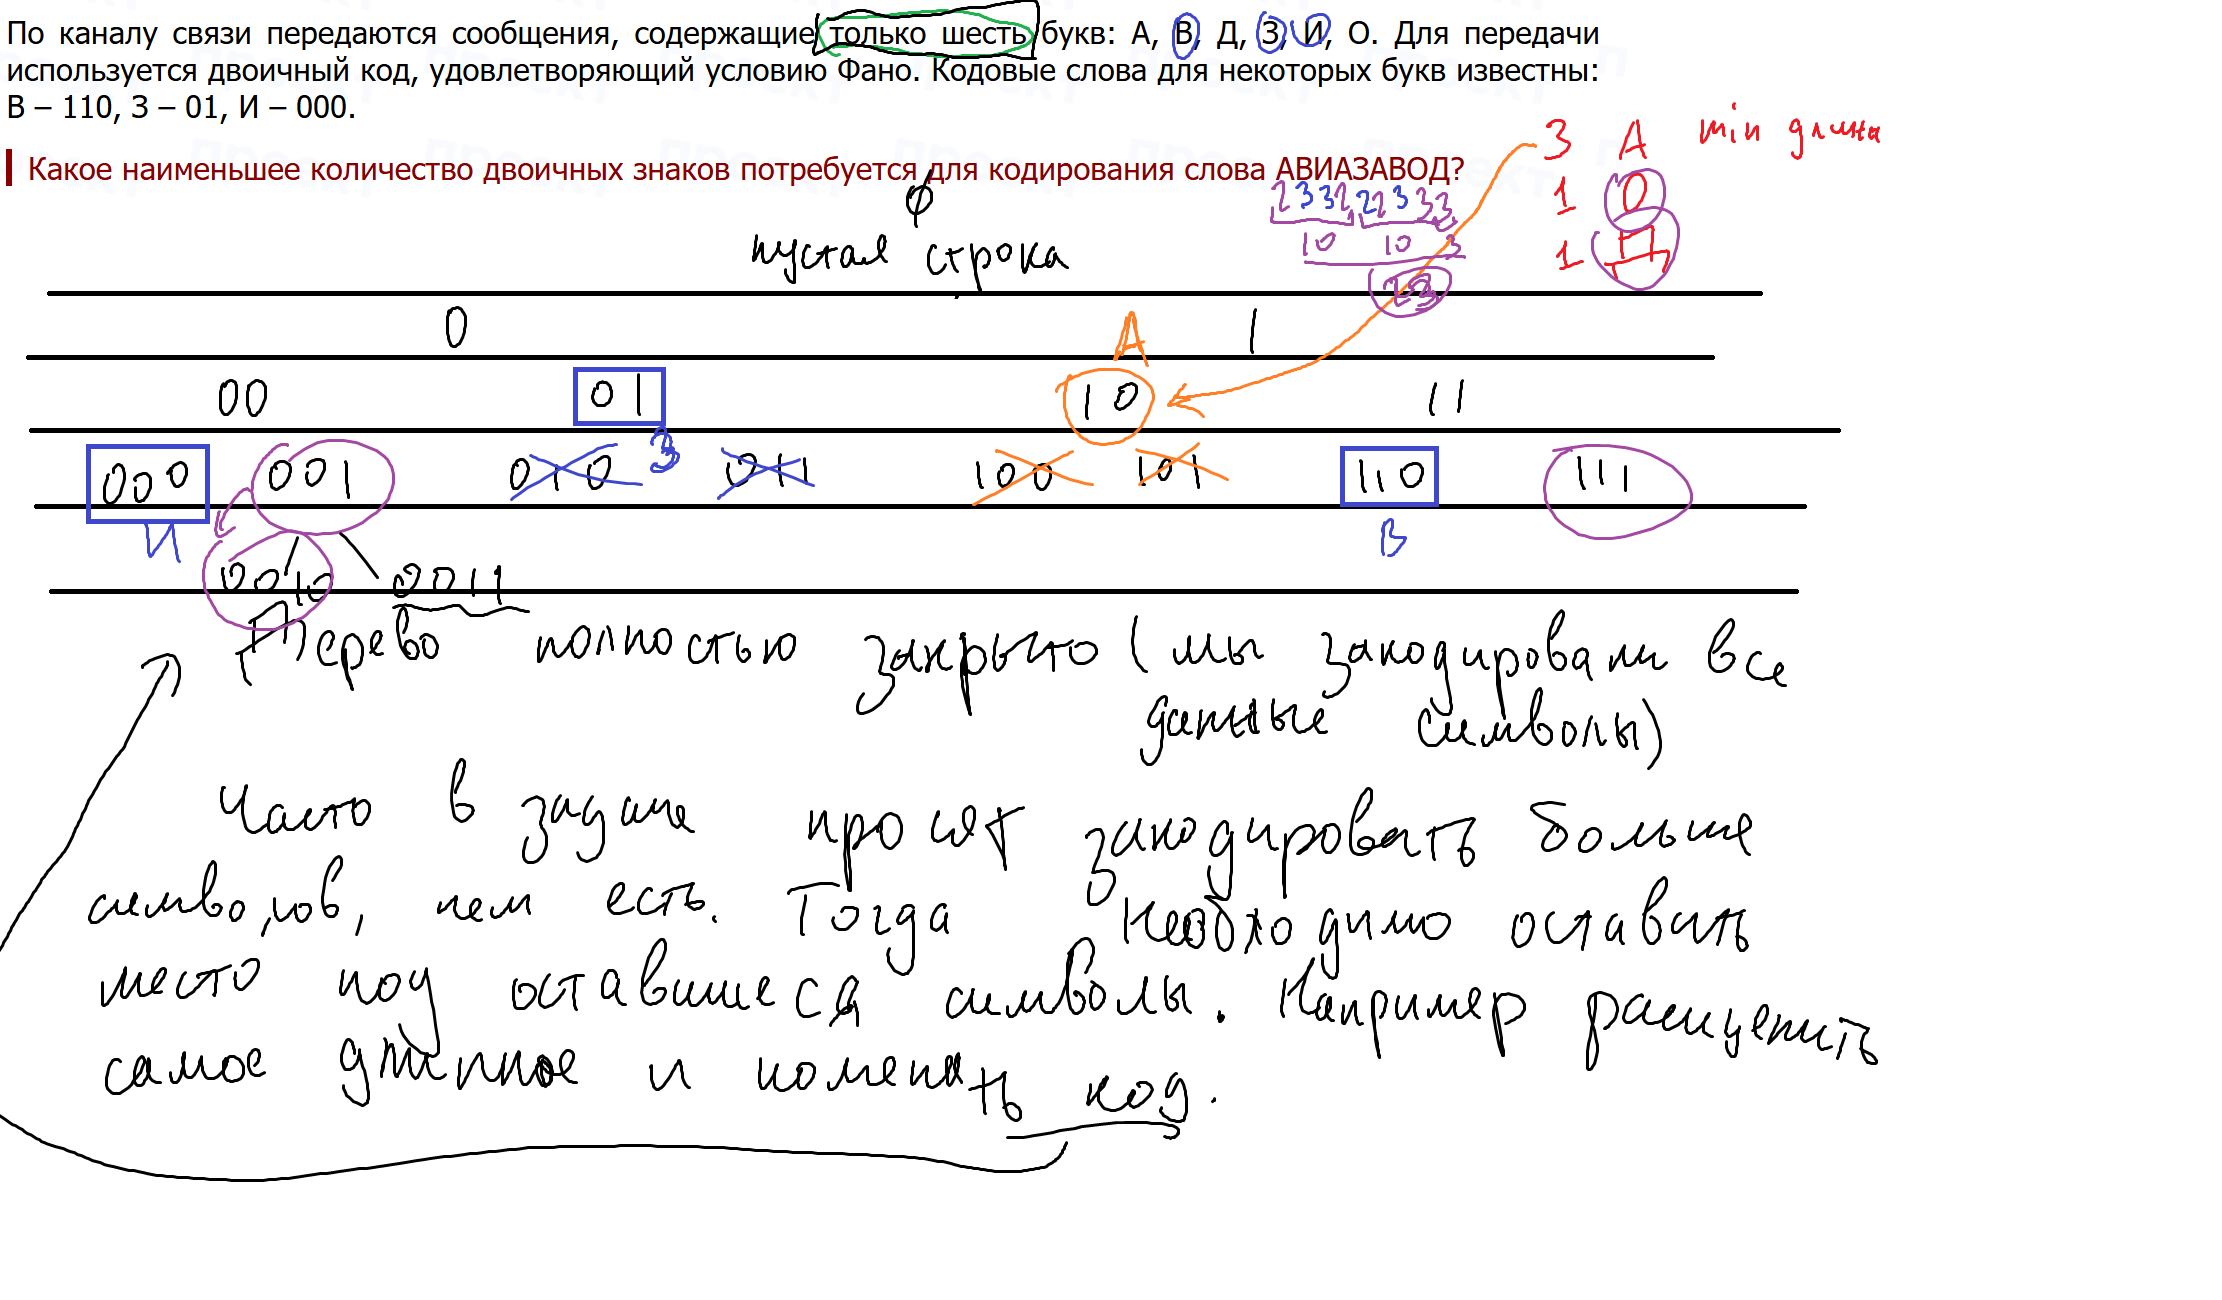 По каналу связи передаются сообщения, содержащие только шесть букв: А, В, Д, З, И, О. Для передачи
используется двоичный код, удовлетворяющий условию Фано. Кодовые слова для некоторых букв известны:
В – 110, З – 01, И – 000.
3 А min длина
Какое наименьшее количество двоичных знаков потребуется для кодирования слова АВИАЗАВОД?
2 3 3 2 2 2 3 3 3
1 О
10 10 3
1 Д
23
ϕ
пустая строка
0 А 1
00 01 10 11
000 001 010 З 011 100 101 110 111
И В
0010 0011
Дерево полностью закрыто (мы закодировали все
данные символы)
Часто в задаче просят закодировать больше
символов, чем есть. Тогда необходимо оставить
место под оставшиеся символы. Например расщепить
самое длинное и поменять код.